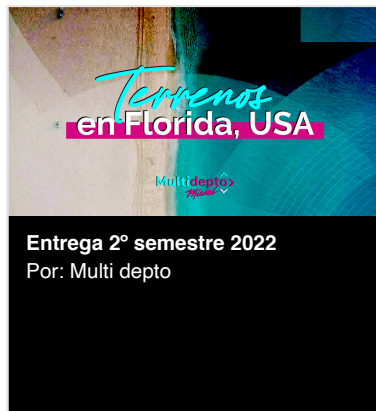 Terrenos
en Florida, USA
Multidepto
Miami
Entrega 2º semestre 2022
Por: Multi depto